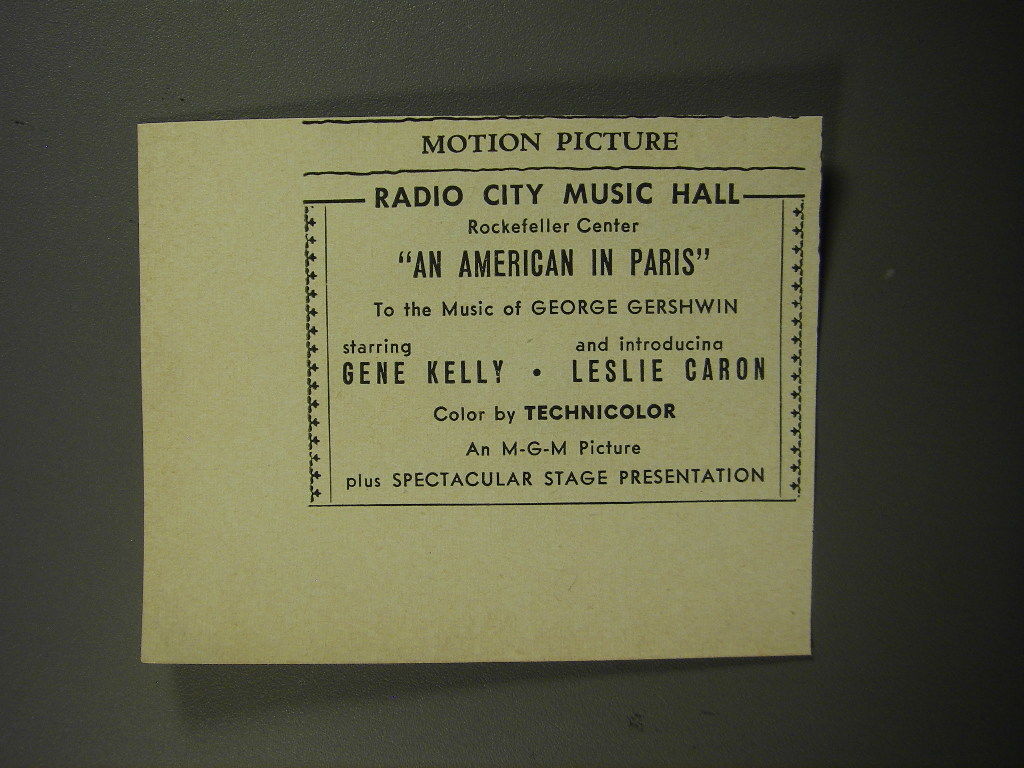 MOTION PICTURE
RADIO CITY MUSIC HALL
Rockefeller Center
"AN AMERICAN IN PARIS"
To the Music of GEORGE GERSHWIN
starring and introducing
GENE KELLY • LESLIE CARON
Color by TECHNICOLOR
An M-G-M Picture
plus SPECTACULAR STAGE PRESENTATION